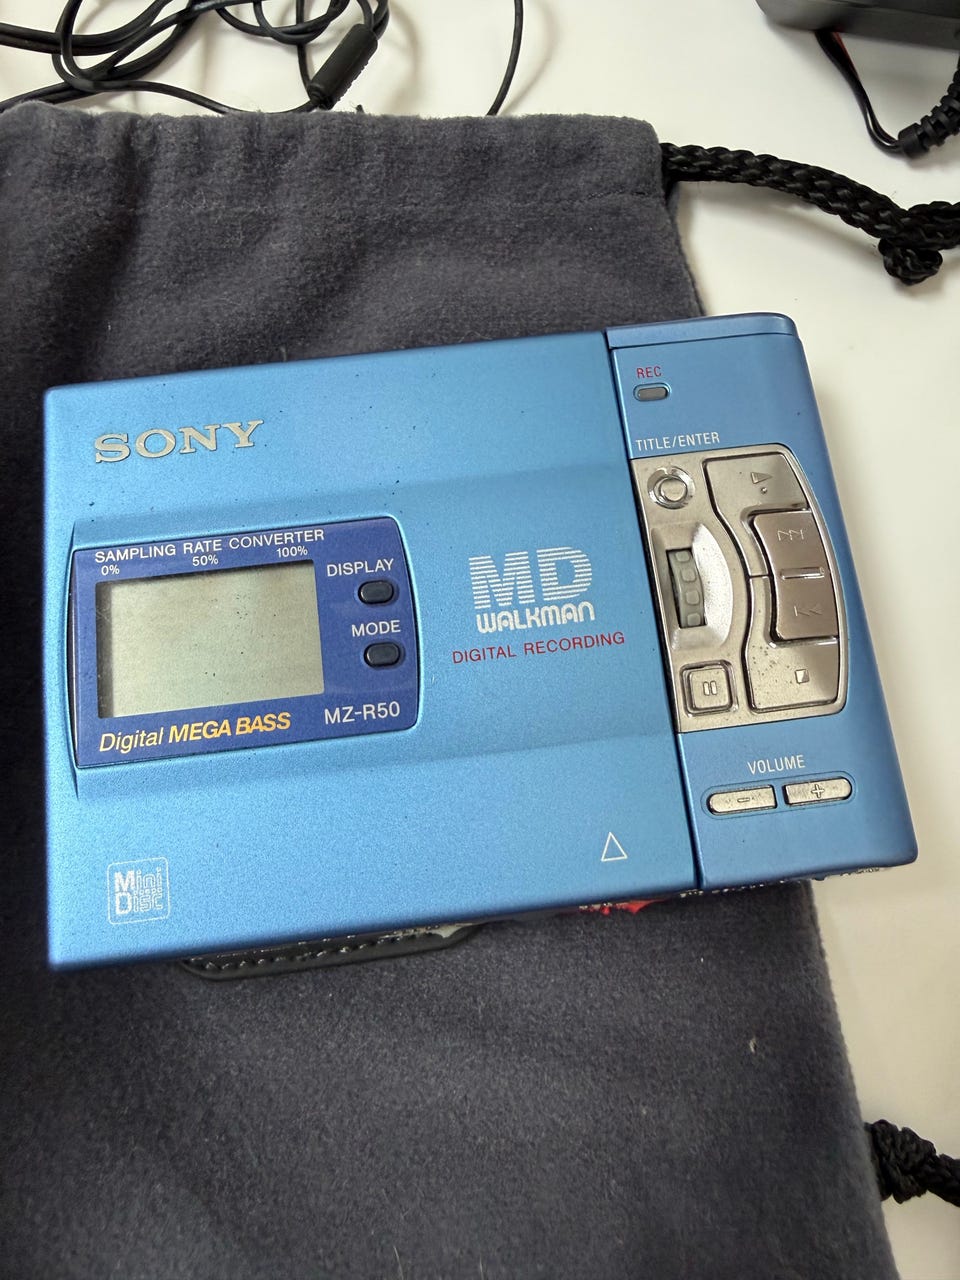 SONY
SAMPLING RATE CONVERTER
0% 50% 100%
DISPLAY
MODE
Digital MEGA BASS
MZ-R50
MD
WALKMAN
DIGITAL RECORDING
Mini
Disc
REC
TITLE/ENTER
VOLUME
- +